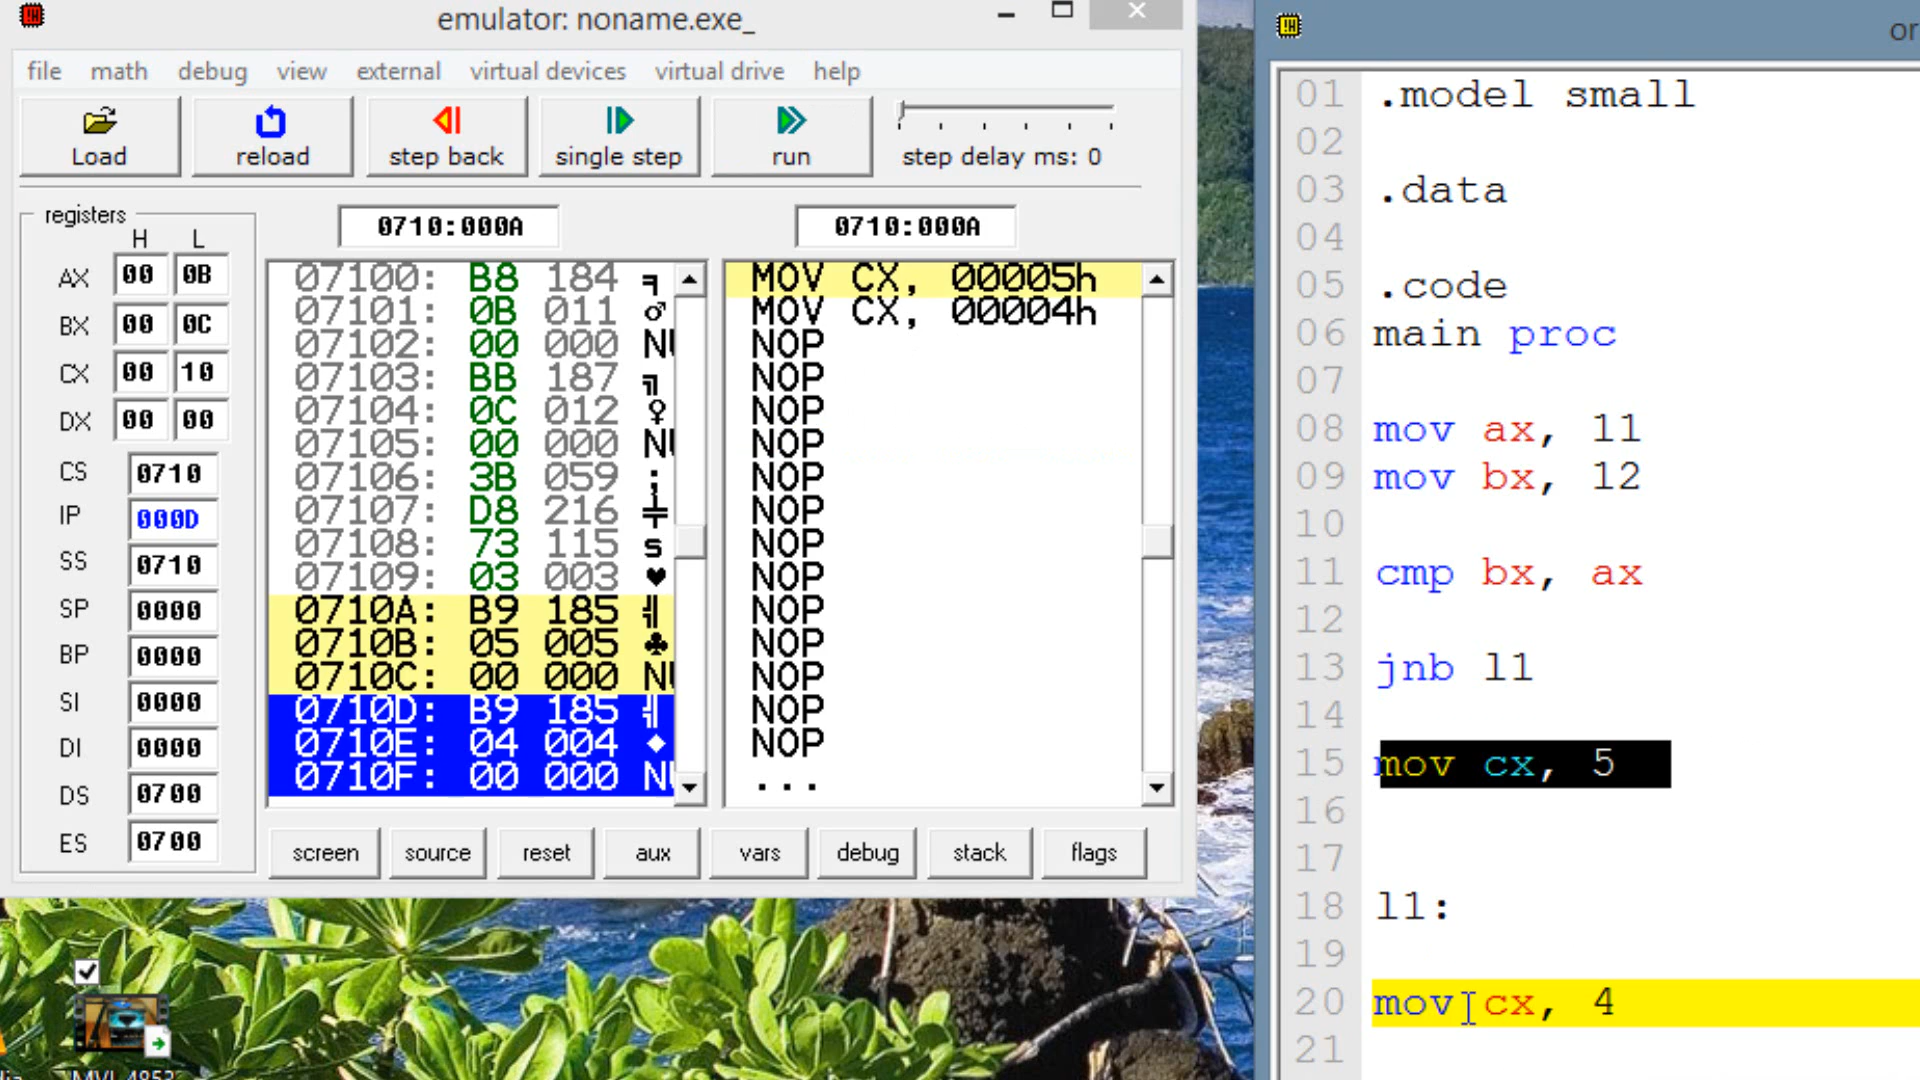 emulator: noname.exe_
file math debug view external virtual devices virtual drive help
Load reload step back single step run step delay ms: 0
registers
H L
0710:000A 0710:000A
AX 00 0B
BX 00 0C
CX 00 10
DX 00 00
CS 0710
IP 000D
SS 0710
SP 0000
BP 0000
SI 0000
DI 0000
DS 0700
ES 0700
07100: B8 184 ╕
07101: 0B 011 ♂
07102: 00 000 NU
07103: BB 187 ╗
07104: 0C 012 ♀
07105: 00 000 NU
07106: 3B 059 ;
07107: D8 216 ╪
07108: 73 115 s
07109: 03 003 ♥
0710A: B9 185 ╣
0710B: 05 005 ♣
0710C: 00 000 NU
0710D: B9 185 ╣
0710E: 04 004 ♦
0710F: 00 000 NU
MOV CX, 00005h
MOV CX, 00004h
NOP
NOP
NOP
NOP
NOP
NOP
NOP
NOP
NOP
NOP
NOP
NOP
NOP
...
screen source reset aux vars debug stack flags
or
01 .model small
02
03 .data
04
05 .code
06 main proc
07
08 mov ax, 11
09 mov bx, 12
10
11 cmp bx, ax
12
13 jnb l1
14
15 mov cx, 5
16
17
18 l1:
19
20 mov cx, 4
21